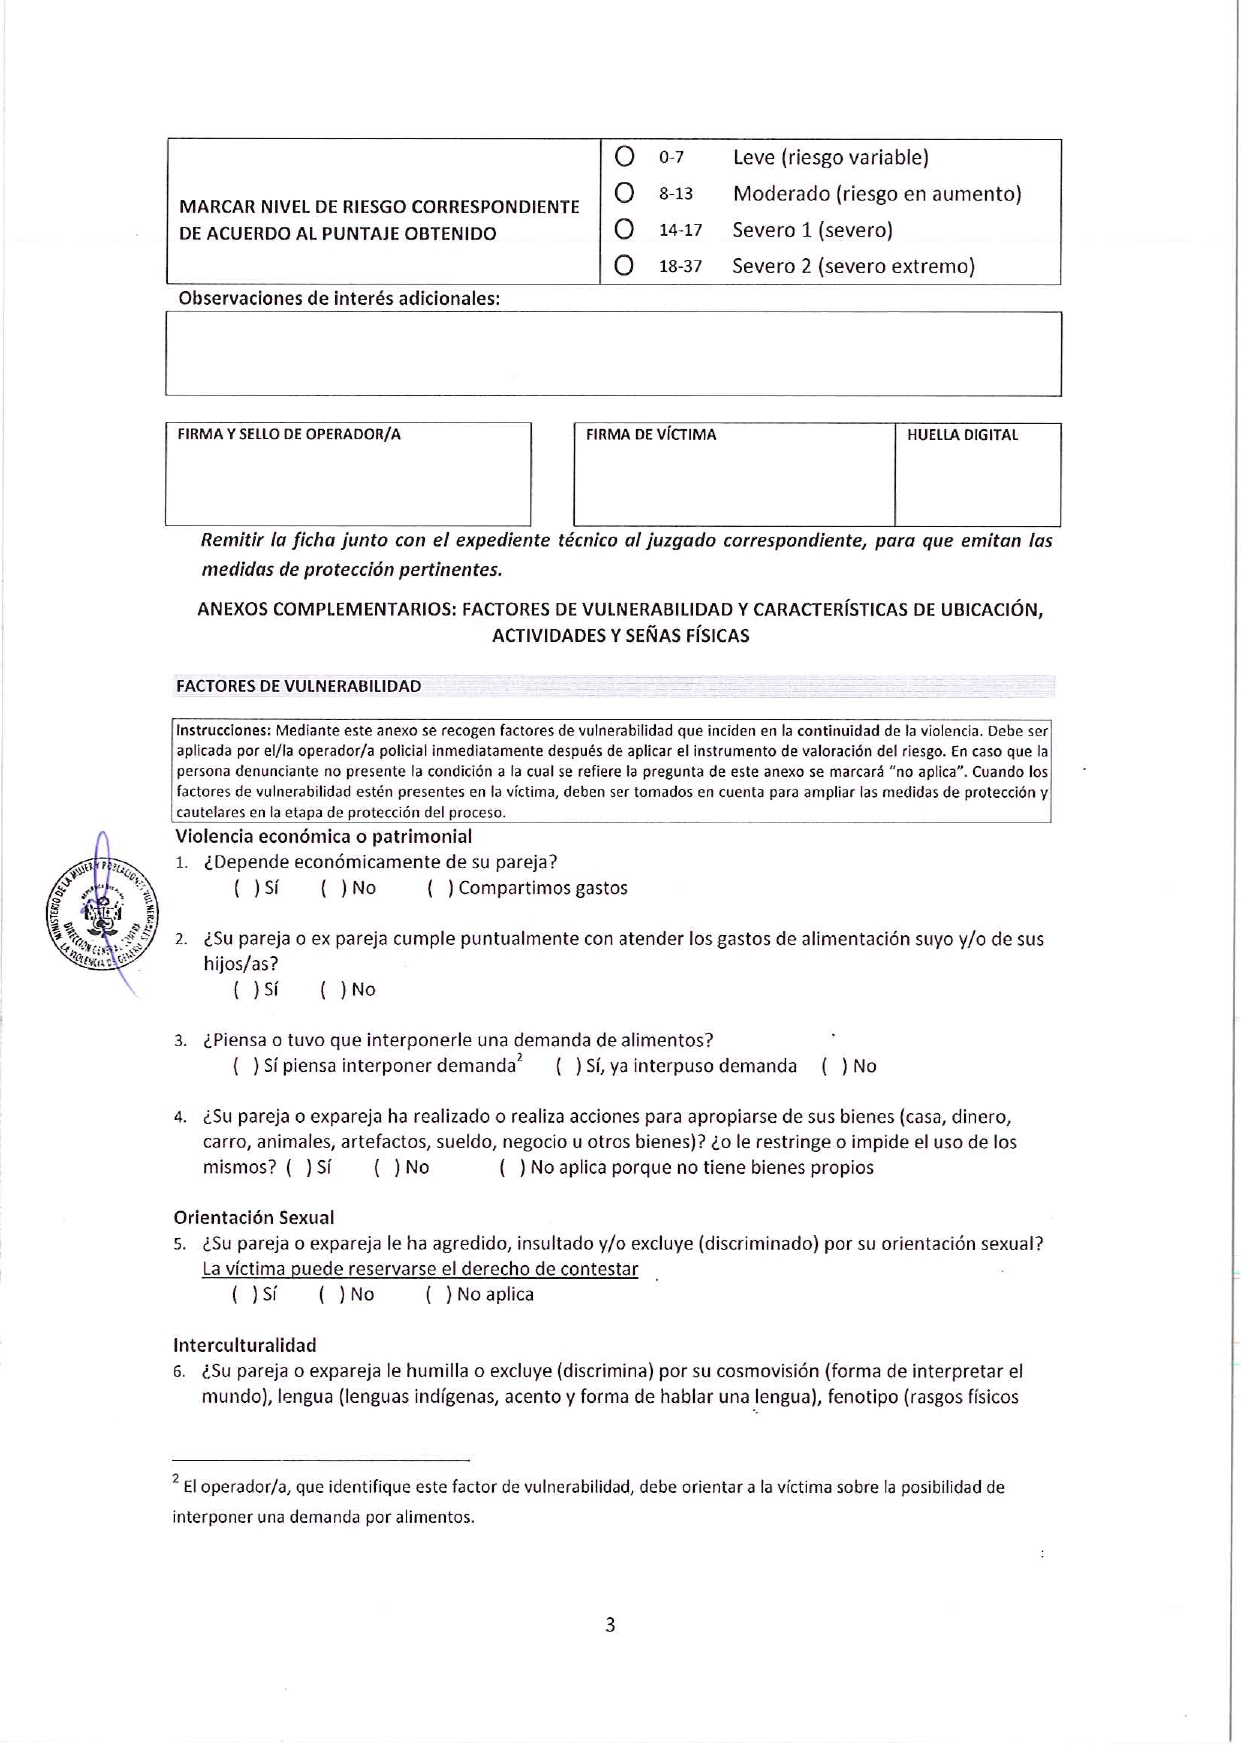 MARCAR NIVEL DE RIESGO CORRESPONDIENTE
DE ACUERDO AL PUNTAJE OBTENIDO
O 0-7 Leve (riesgo variable)
O 8-13 Moderado (riesgo en aumento)
O 14-17 Severo 1 (severo)
O 18-37 Severo 2 (severo extremo)
Observaciones de interés adicionales:
FIRMA Y SELLO DE OPERADOR/A
FIRMA DE VÍCTIMA
HUELLA DIGITAL
Remitir la ficha junto con el expediente técnico al juzgado correspondiente, para que emitan las
medidas de protección pertinentes.
ANEXOS COMPLEMENTARIOS: FACTORES DE VULNERABILIDAD Y CARACTERÍSTICAS DE UBICACIÓN,
ACTIVIDADES Y SEÑAS FÍSICAS
FACTORES DE VULNERABILIDAD
Instrucciones: Mediante este anexo se recogen factores de vulnerabilidad que inciden en la continuidad de la violencia. Debe ser
aplicada por el/la operador/a policial inmediatamente después de aplicar el instrumento de valoración del riesgo. En caso que la
persona denunciante no presente la condición a la cual se refiere la pregunta de este anexo se marcará "no aplica". Cuando los
factores de vulnerabilidad estén presentes en la víctima, deben ser tomados en cuenta para ampliar las medidas de protección y
cautelares en la etapa de protección del proceso.
Violencia económica o patrimonial
1. ¿Depende económicamente de su pareja?
( ) Sí ( ) No ( ) Compartimos gastos
2. ¿Su pareja o ex pareja cumple puntualmente con atender los gastos de alimentación suyo y/o de sus
hijos/as?
( ) Sí ( ) No
3. ¿Piensa o tuvo que interponerle una demanda de alimentos?
( ) Sí piensa interponer demanda² ( ) Sí, ya interpuso demanda ( ) No
4. ¿Su pareja o expareja ha realizado o realiza acciones para apropiarse de sus bienes (casa, dinero,
carro, animales, artefactos, sueldo, negocio u otros bienes)? ¿o le restringe o impide el uso de los
mismos? ( ) Sí ( ) No ( ) No aplica porque no tiene bienes propios
Orientación Sexual
5. ¿Su pareja o expareja le ha agredido, insultado y/o excluye (discriminado) por su orientación sexual?
La víctima puede reservarse el derecho de contestar
( ) Sí ( ) No ( ) No aplica
Interculturalidad
6. ¿Su pareja o expareja le humilla o excluye (discrimina) por su cosmovisión (forma de interpretar el
mundo), lengua (lenguas indígenas, acento y forma de hablar una lengua), fenotipo (rasgos físicos
² El operador/a, que identifique este factor de vulnerabilidad, debe orientar a la víctima sobre la posibilidad de
interponer una demanda por alimentos.
3
MINISTERIO DE LA MUJER Y POBLACIONES VULNERABLES